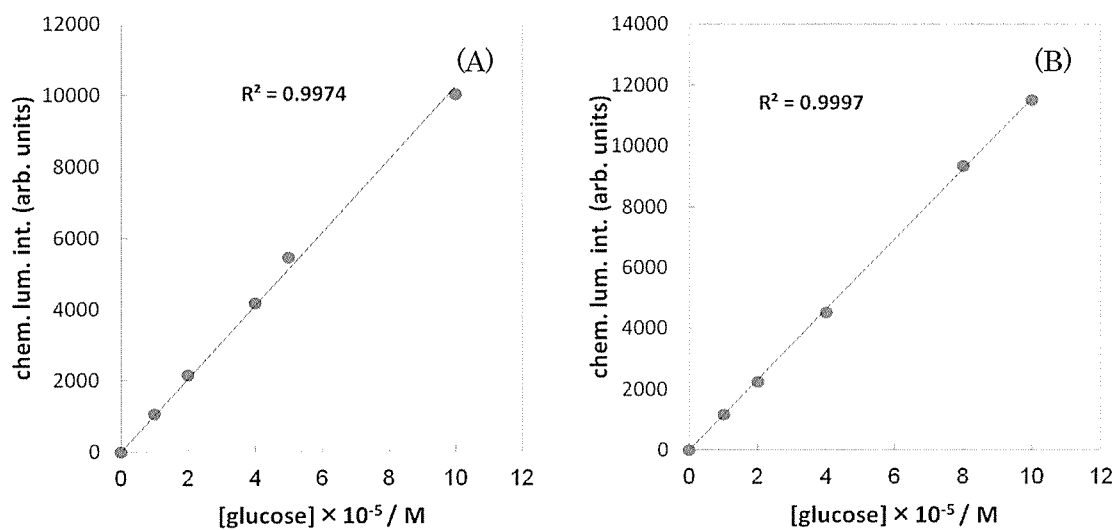 12000
10000
8000
6000
4000
2000
0
0 2 4 6 8 10 12
chem. lum. int. (arb. units)
[glucose] × 10⁻⁵ / M
R² = 0.9974
(A)
14000
12000
10000
8000
6000
4000
2000
0
0 2 4 6 8 10 12
chem. lum. int. (arb. units)
[glucose] × 10⁻⁵ / M
R² = 0.9997
(B)